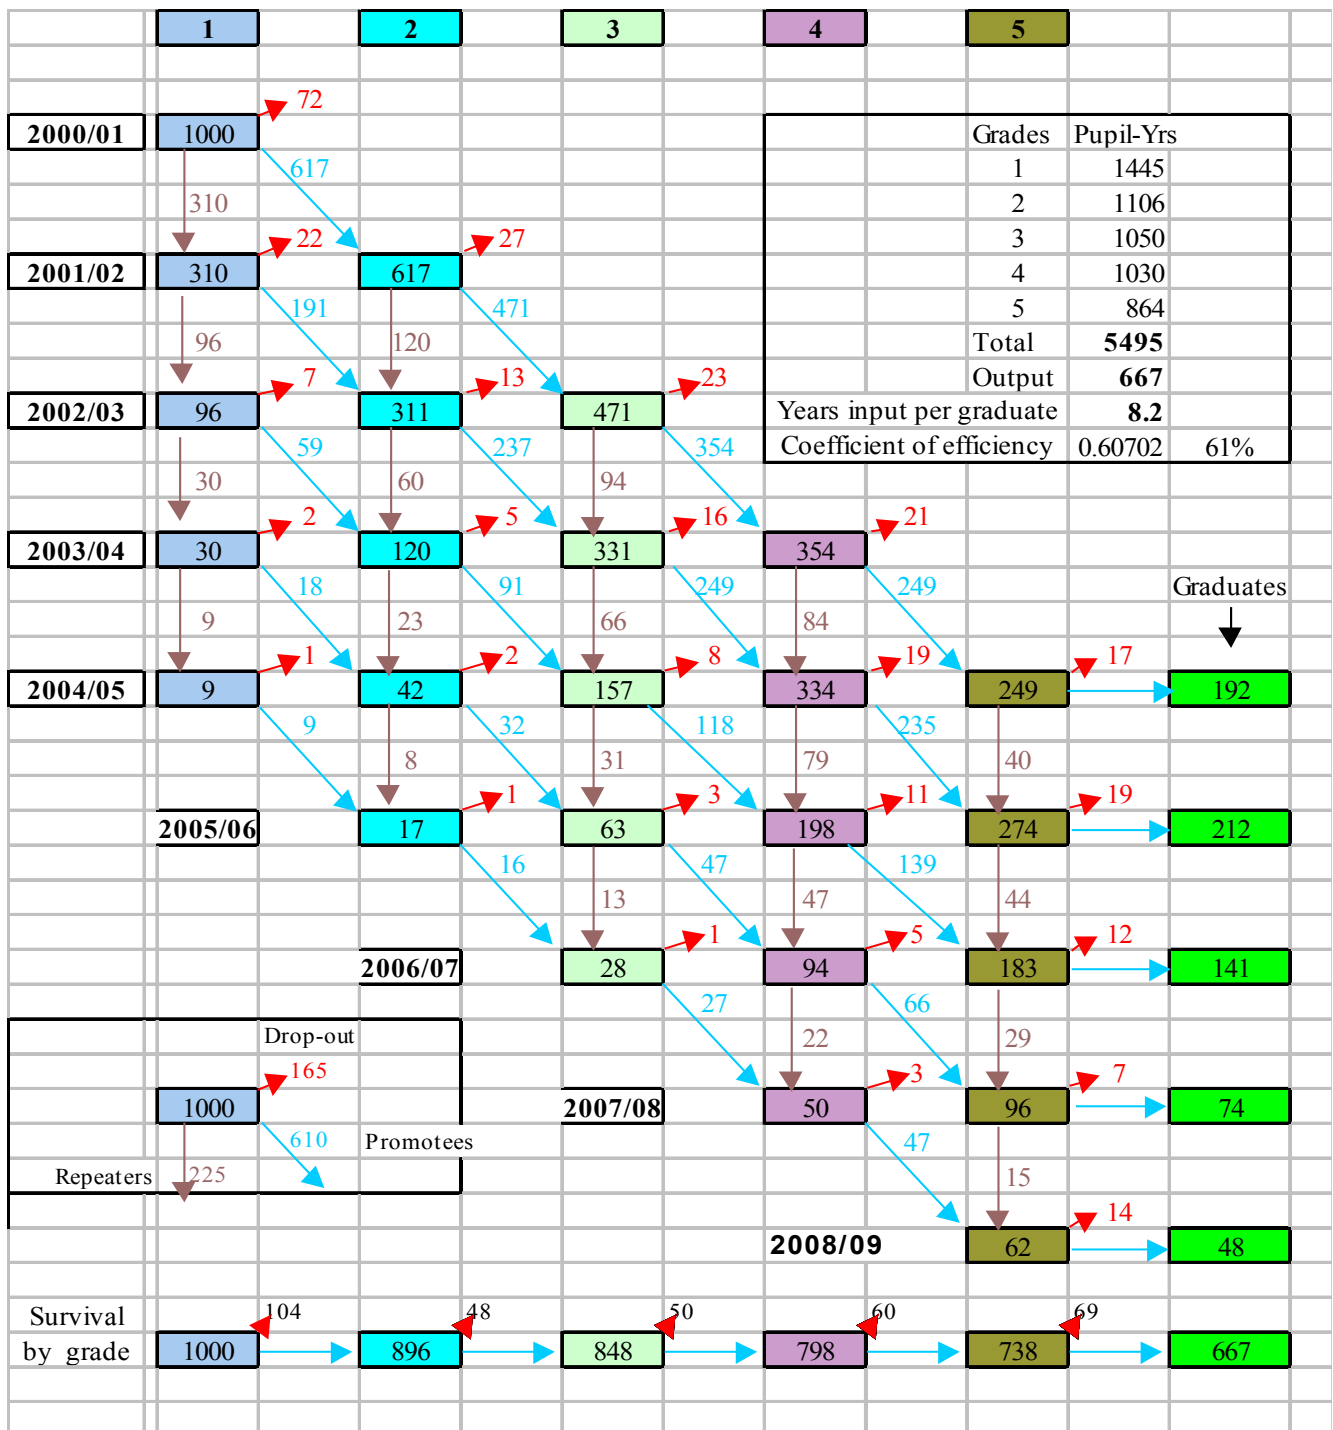 1 2 3 4 5
72
2000/01 1000 Grades Pupil-Yrs
617 1 1445
310 2 1106
22 27 3 1050
2001/02 310 617 4 1030
191 471 5 864
96 120 Total 5495
7 13 23 Output 667
2002/03 96 311 471 Years input per graduate 8.2
59 237 354 Coefficient of efficiency 0.60702 61%
30 60 94
2 5 16 21
2003/04 30 120 331 354
18 91 249 249 Graduates
9 23 66 84
1 2 8 19 17
2004/05 9 42 157 334 249 192
9 32 118 235
8 31 79 40
1 3 11 19
2005/06 17 63 198 274 212
16 47 139
13 47 44
1 5 12
2006/07 28 94 183 141
27 66
Drop-out 22 29
165 3 7
1000 2007/08 50 96 74
610 Promotees 47
Repeaters 225 15
14
2008/09 62 48
Survival 104 48 50 60 69
by grade 1000 896 848 798 738 667